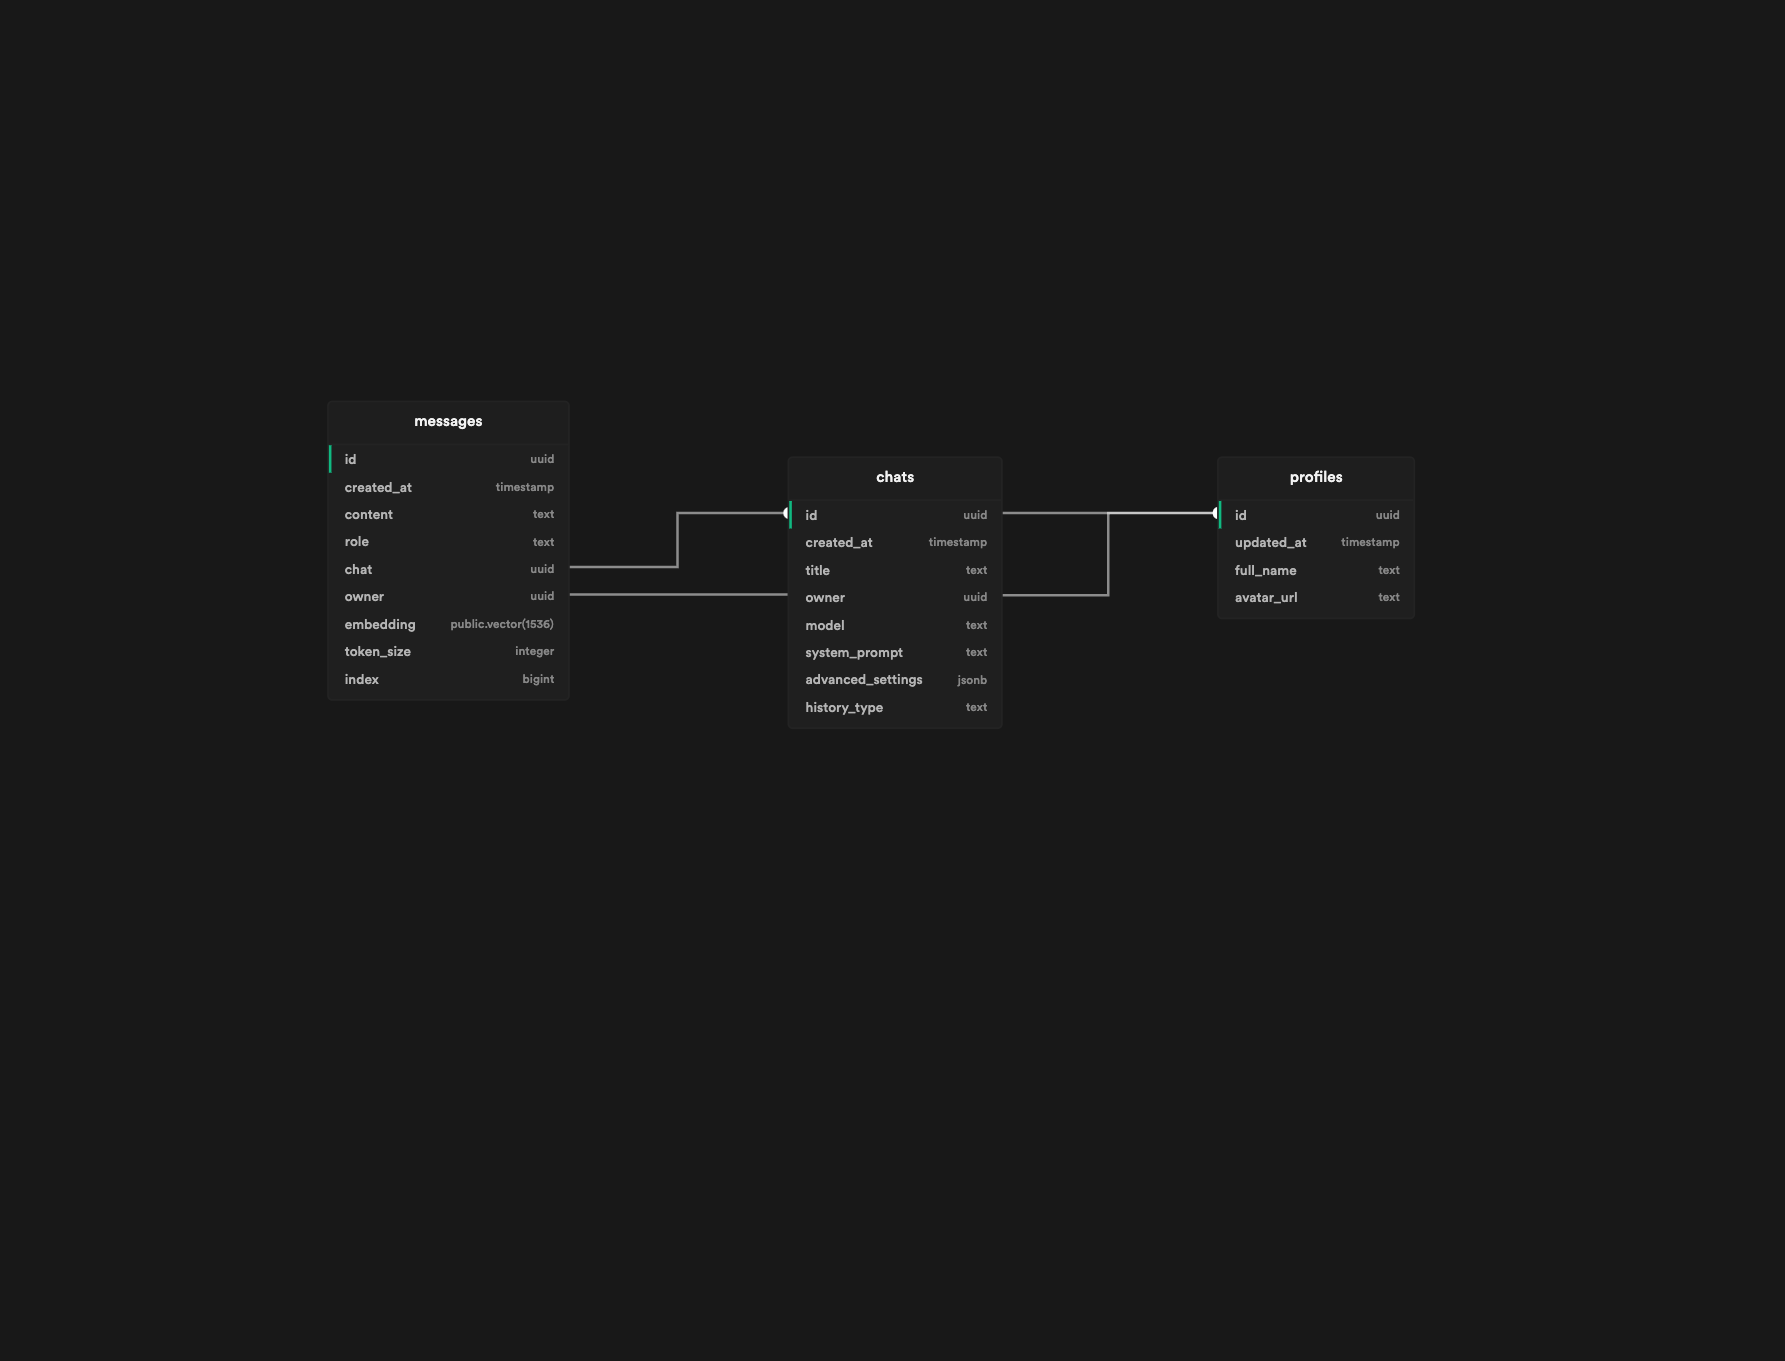 messages
id uuid
created_at timestamp
content text
role text
chat uuid
owner uuid
embedding public.vector(1536)
token_size integer
index bigint
chats
id uuid
created_at timestamp
title text
owner uuid
model text
system_prompt text
advanced_settings jsonb
history_type text
profiles
id uuid
updated_at timestamp
full_name text
avatar_url text